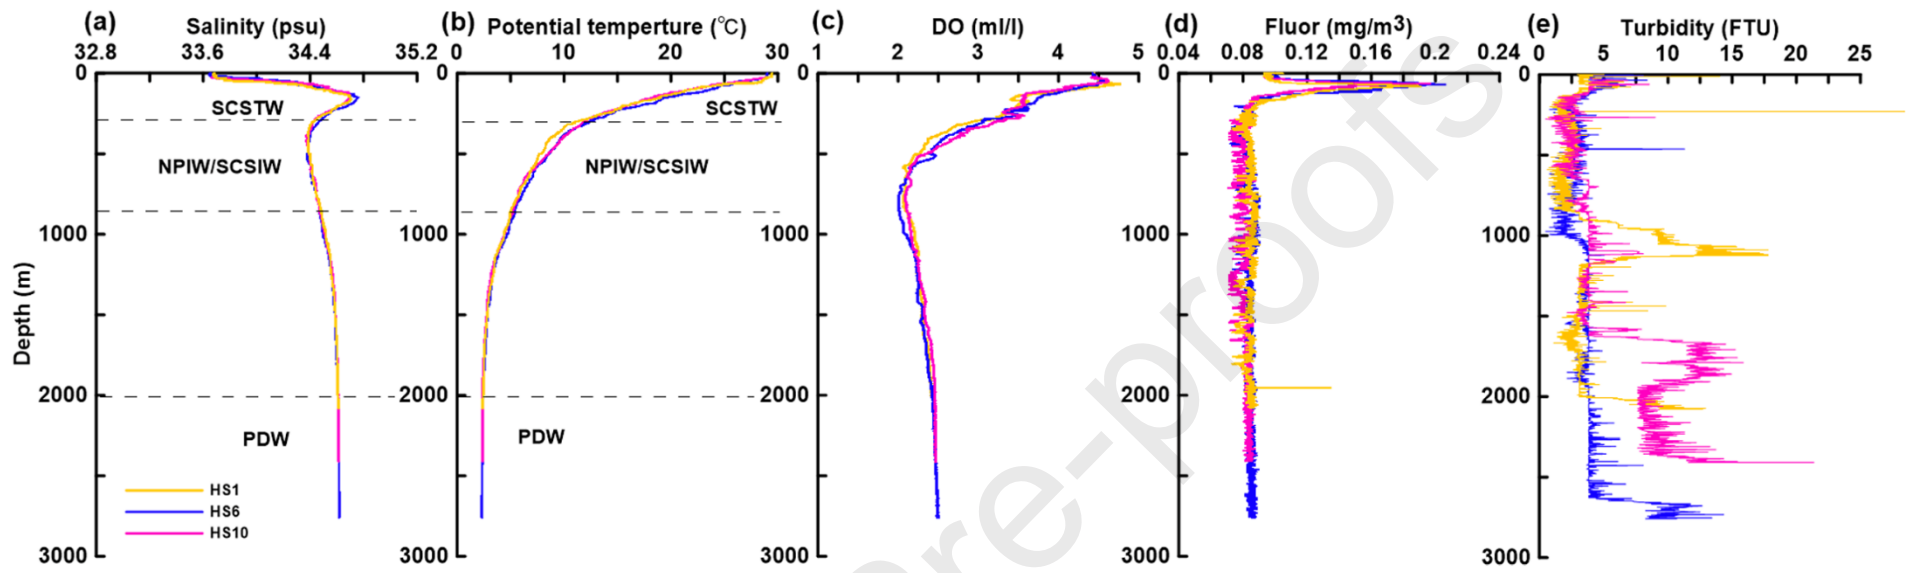 (a) Salinity (psu)
32.8 33.6 34.4 35.2
0
1000
2000
3000
Depth (m)
SCSTW
NPIW/SCSIW
PDW
HS1
HS6
HS10
(b) Potential temperture (℃)
0 10 20 30
0
1000
2000
3000
SCSTW
NPIW/SCSIW
PDW
(c) DO (ml/l)
1 2 3 4 5
0
1000
2000
3000
(d) Fluor (mg/m3)
0.04 0.08 0.12 0.16 0.2 0.24
0
1000
2000
3000
(e) Turbidity (FTU)
0 5 10 15 20 25
0
1000
2000
3000
re-proofs